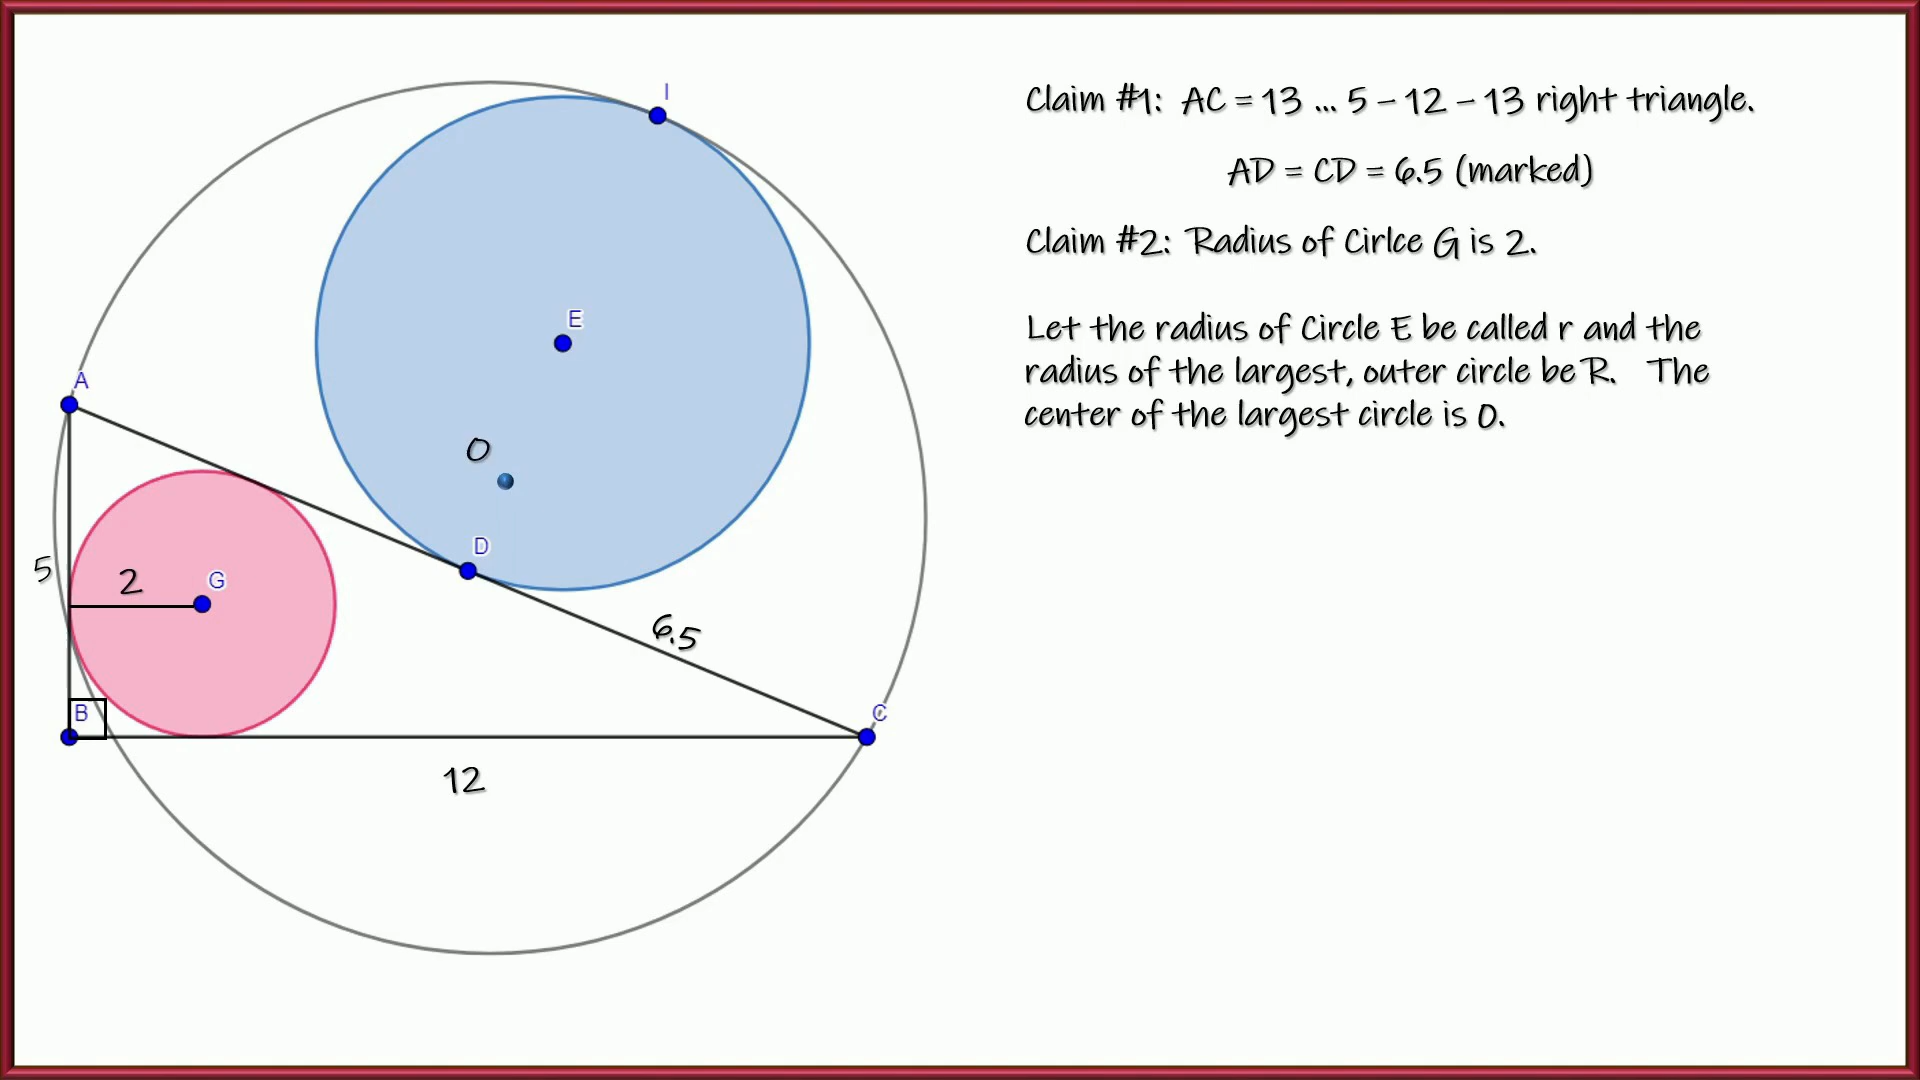 I
Claim #1: AC = 13 ... 5 – 12 – 13 right triangle.
AD = CD = 6.5 (marked)
Claim #2: Radius of Cirlce G is 2.
E
Let the radius of Circle E be called r and the
radius of the largest, outer circle be R. The
center of the largest circle is O.
A
O
D
5
2
G
6.5
B
C
12